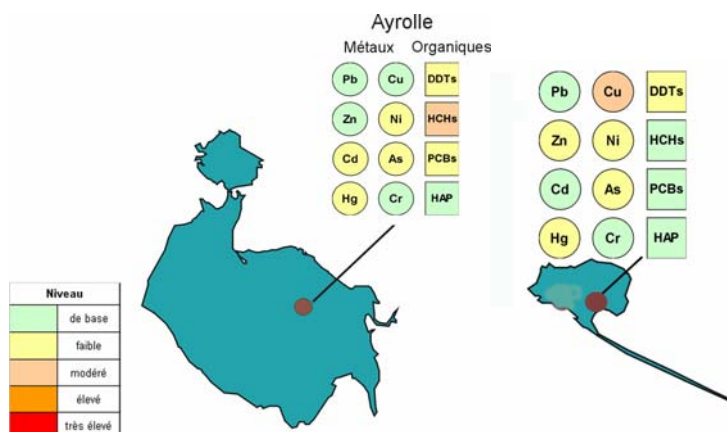 Ayrolle
Métaux Organiques
Pb Cu DDTs
Zn Ni HCHs
Cd As PCBs
Hg Cr HAP
Pb Cu DDTs
Zn Ni HCHs
Cd As PCBs
Hg Cr HAP
Niveau
de base
faible
modéré
élevé
très élevé